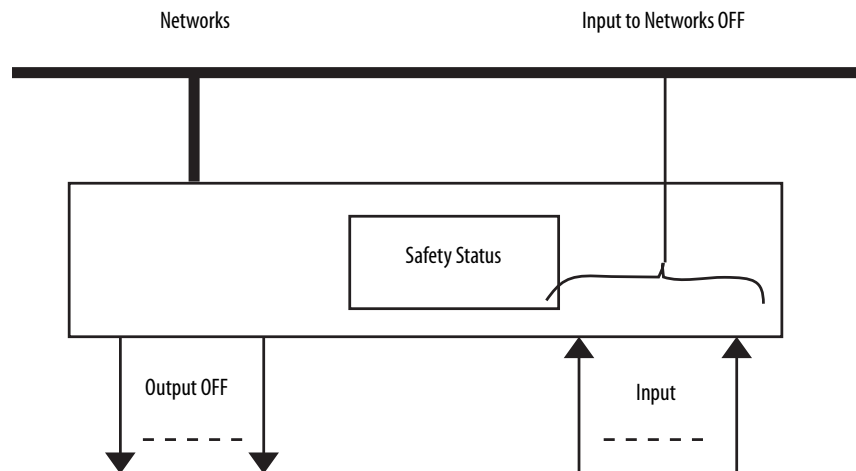 Networks
Input to Networks OFF
Safety Status
Output OFF
Input